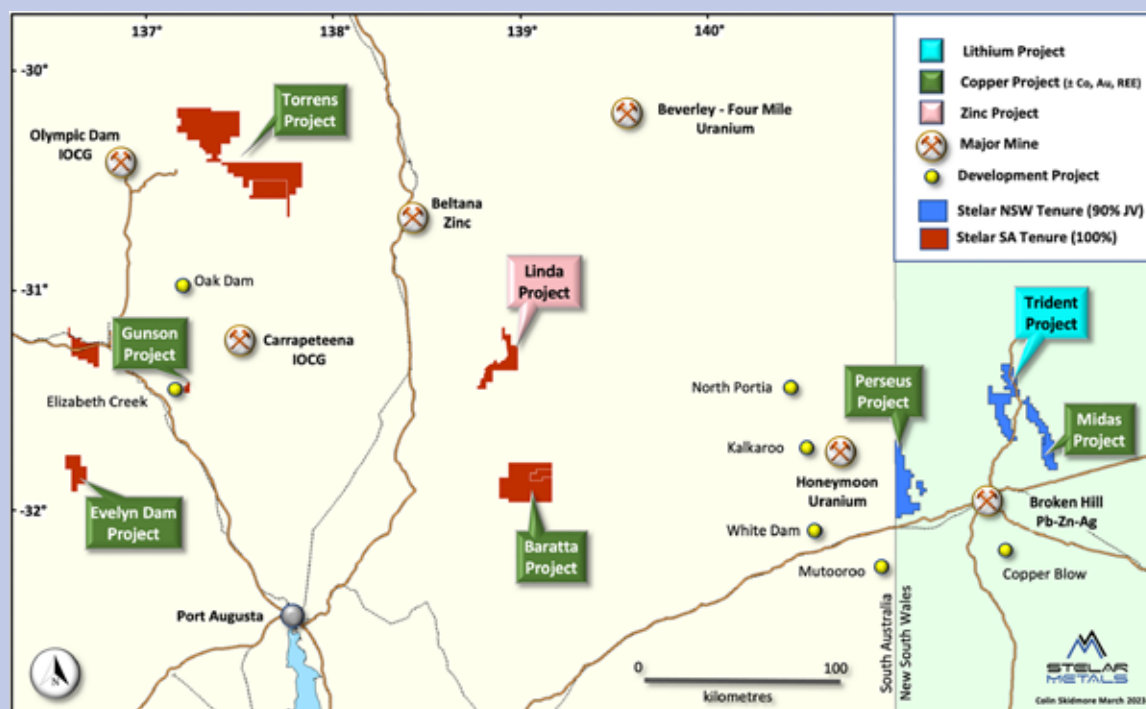 137°
138°
139°
140°
-30°
-31°
-32°
Lithium Project
Copper Project (± Co, Au, REE)
Zinc Project
Major Mine
Development Project
Stelar NSW Tenure (90% JV)
Stelar SA Tenure (100%)
Torrens
Project
Olympic Dam
IOCG
Beverley - Four Mile
Uranium
Beltana
Zinc
Oak Dam
Linda
Project
Trident
Project
Gunson
Project
Carrapeteena
IOCG
Elizabeth Creek
North Portia
Perseus
Project
Midas
Project
Kalkaroo
Honeymoon
Uranium
Evelyn Dam
Project
Baratta
Project
White Dam
Broken Hill
Pb-Zn-Ag
Mutooroo
Copper Blow
Port Augusta
South Australia
New South Wales
0
100
kilometres
N
STELAR
METALS
Colin Skidmore March 2023